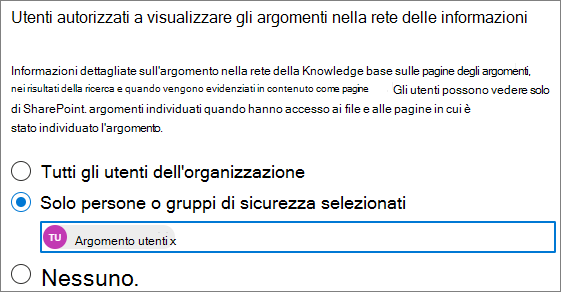 Utenti autorizzati a visualizzare gli argomenti nella rete delle informazioni
Informazioni dettagliate sull'argomento nella rete della Knowledge base sulle pagine degli argomenti,
nei risultati della ricerca e quando vengono evidenziati in contenuto come pagine Gli utenti possono vedere solo
di SharePoint. argomenti individuati quando hanno accesso ai file e alle pagine in cui è
stato individuato l'argomento.
Tutti gli utenti dell'organizzazione
Solo persone o gruppi di sicurezza selezionati
TU Argomento utenti x
Nessuno.